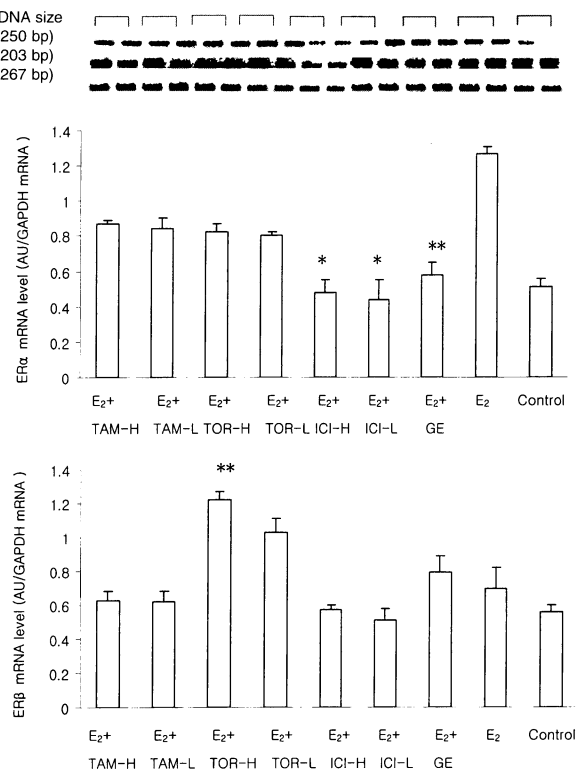 DNA size
(250 bp)
(203 bp)
(267 bp)
ERα mRNA level (AU/GAPDH mRNA)
1.4
1.2
1
0.8
0.6
0.4
0.2
0
* * **
E₂+ E₂+ E₂+ E₂+ E₂+ E₂+ E₂+ E₂ Control
TAM-H TAM-L TOR-H TOR-L ICI-H ICI-L GE
ERβ mRNA level (AU/GAPDH mRNA)
1.4
1.2
1
0.8
0.6
0.4
0.2
0
**
E₂+ E₂+ E₂+ E₂+ E₂+ E₂+ E₂+ E₂ Control
TAM-H TAM-L TOR-H TOR-L ICI-H ICI-L GE